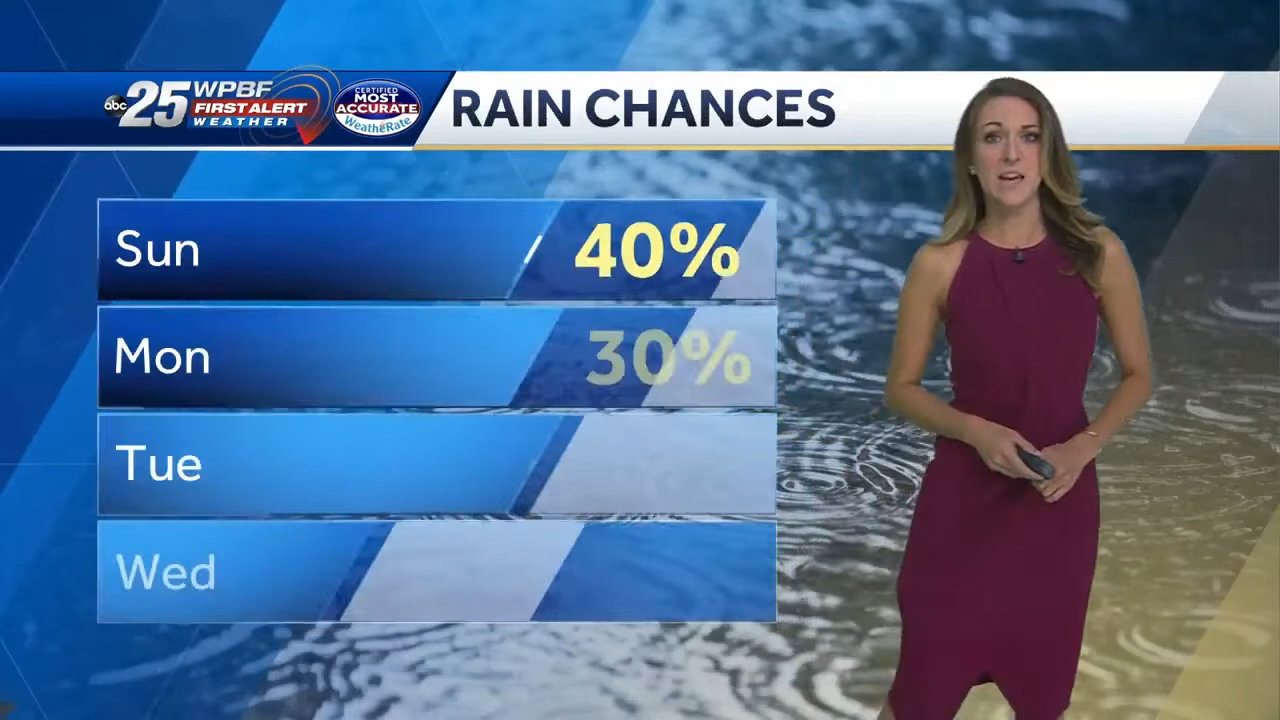 abc 25 WPBF
FIRST ALERT
WEATHER
CERTIFIED
MOST
ACCURATE
WeatheRate
RAIN CHANCES
Sun 40%
Mon 30%
Tue
Wed